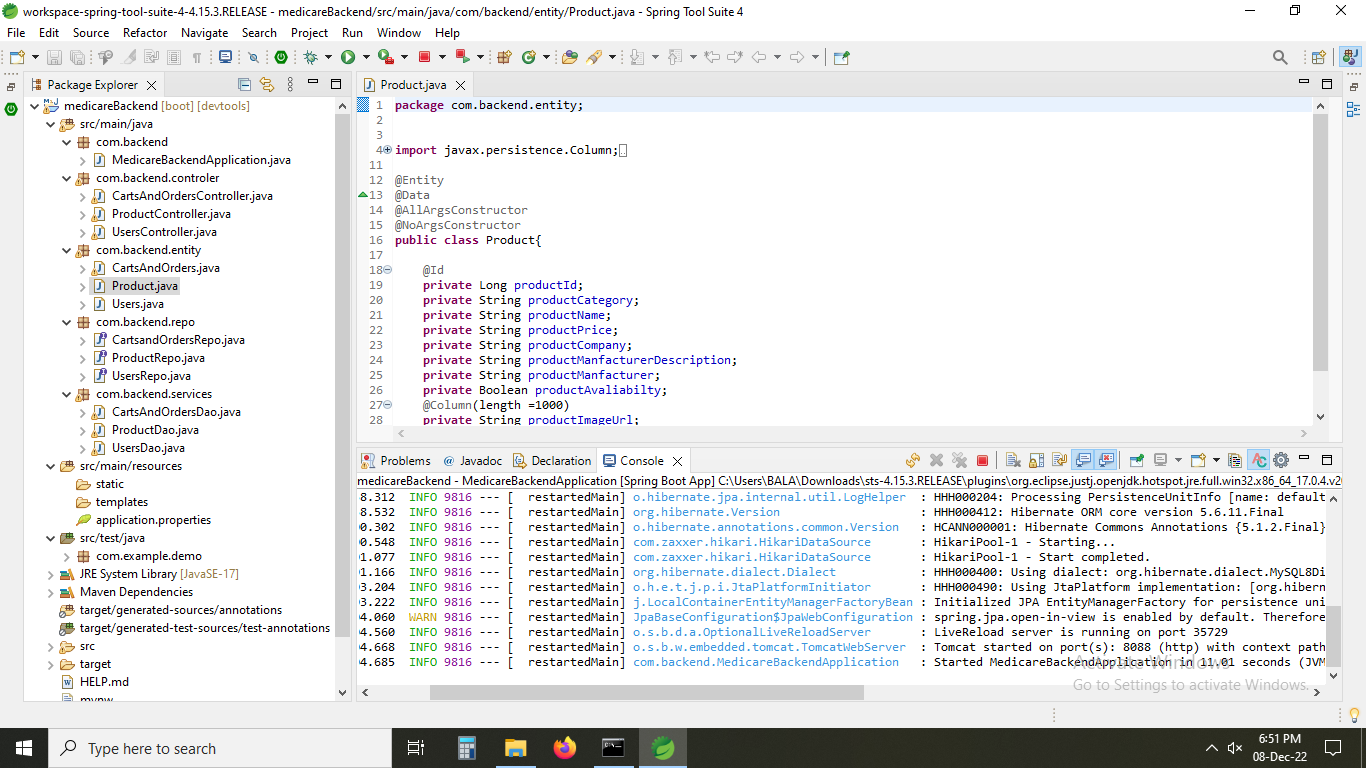 workspace-spring-tool-suite-4-4.15.3.RELEASE - medicareBackend/src/main/java/com/backend/entity/Product.java - Spring Tool Suite 4
File Edit Source Refactor Navigate Search Project Run Window Help
Package Explorer
medicareBackend [boot] [devtools]
src/main/java
com.backend
MedicareBackendApplication.java
com.backend.controler
CartsAndOrdersController.java
ProductController.java
UsersController.java
com.backend.entity
CartsAndOrders.java
Product.java
Users.java
com.backend.repo
CartsandOrdersRepo.java
ProductRepo.java
UsersRepo.java
com.backend.services
CartsAndOrdersDao.java
ProductDao.java
UsersDao.java
src/main/resources
static
templates
application.properties
src/test/java
com.example.demo
JRE System Library [JavaSE-17]
Maven Dependencies
target/generated-sources/annotations
target/generated-test-sources/test-annotations
src
target
HELP.md
mvnw
Product.java
1 package com.backend.entity;
2
3
4 import javax.persistence.Column;
11
12 @Entity
13 @Data
14 @AllArgsConstructor
15 @NoArgsConstructor
16 public class Product{
17
18 @Id
19 private Long productId;
20 private String productCategory;
21 private String productName;
22 private String productPrice;
23 private String productCompany;
24 private String productManfacturerDescription;
25 private String productManfacturer;
26 private Boolean productAvaliabilty;
27 @Column(length =1000)
28 private String productImageUrl;
Problems @ Javadoc Declaration Console
medicareBackend - MedicareBackendApplication [Spring Boot App] C:\Users\BALA\Downloads\sts-4.15.3.RELEASE\plugins\org.eclipse.justj.openjdk.hotspot.jre.full.win32.x86_64_17.0.4.v20
8.312 INFO 9816 --- [ restartedMain] o.hibernate.jpa.internal.util.LogHelper : HHH000204: Processing PersistenceUnitInfo [name: default
8.532 INFO 9816 --- [ restartedMain] org.hibernate.Version : HHH000412: Hibernate ORM core version 5.6.11.Final
0.302 INFO 9816 --- [ restartedMain] o.hibernate.annotations.common.Version : HCANN000001: Hibernate Commons Annotations {5.1.2.Final}
0.548 INFO 9816 --- [ restartedMain] com.zaxxer.hikari.HikariDataSource : HikariPool-1 - Starting...
1.077 INFO 9816 --- [ restartedMain] com.zaxxer.hikari.HikariDataSource : HikariPool-1 - Start completed.
1.166 INFO 9816 --- [ restartedMain] org.hibernate.dialect.Dialect : HHH000400: Using dialect: org.hibernate.dialect.MySQL8Di
3.204 INFO 9816 --- [ restartedMain] o.h.e.t.j.p.i.JtaPlatformInitiator : HHH000490: Using JtaPlatform implementation: [org.hibern
3.222 INFO 9816 --- [ restartedMain] j.LocalContainerEntityManagerFactoryBean : Initialized JPA EntityManagerFactory for persistence uni
4.060 WARN 9816 --- [ restartedMain] JpaBaseConfiguration$JpaWebConfiguration : spring.jpa.open-in-view is enabled by default. Therefore
4.560 INFO 9816 --- [ restartedMain] o.s.b.d.a.OptionalLiveReloadServer : LiveReload server is running on port 35729
4.668 INFO 9816 --- [ restartedMain] o.s.b.w.embedded.tomcat.TomcatWebServer : Tomcat started on port(s): 8088 (http) with context path
4.685 INFO 9816 --- [ restartedMain] com.backend.MedicareBackendApplication : Started MedicareBackendApplication in 11.01 seconds (JVM
Activate Windows
Go to Settings to activate Windows.
Type here to search
6:51 PM
08-Dec-22